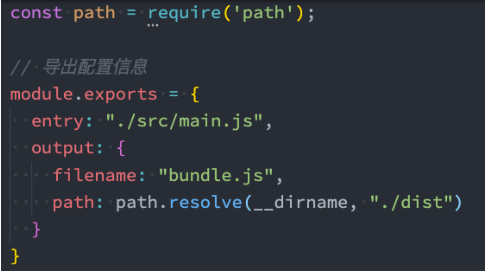 const path = require('path');
// 导出配置信息
module.exports = {
  entry: "./src/main.js",
  output: {
    filename: "bundle.js",
    path: path.resolve(__dirname, "./dist")
  }
}